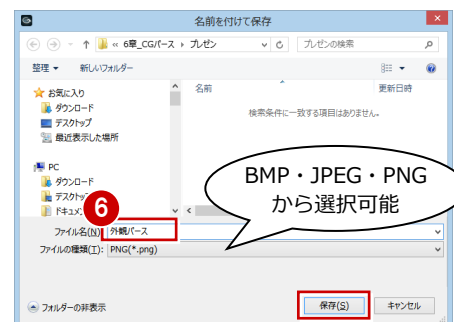 名前を付けて保存
« 6章_CGパース ▸ プレゼン
プレゼンの検索
整理 ▾ 新しいフォルダー
お気に入り
ダウンロード
デスクトップ
最近表示した場所
PC
ダウンロード
デスクトップ
ドキュメ
名前
更新日時
検索条件に一致する項目はありません。
BMP・JPEG・PNG
から選択可能
6
ファイル名(N): 外観パース
ファイルの種類(T): PNG(*.png)
フォルダーの非表示
保存(S)
キャンセル